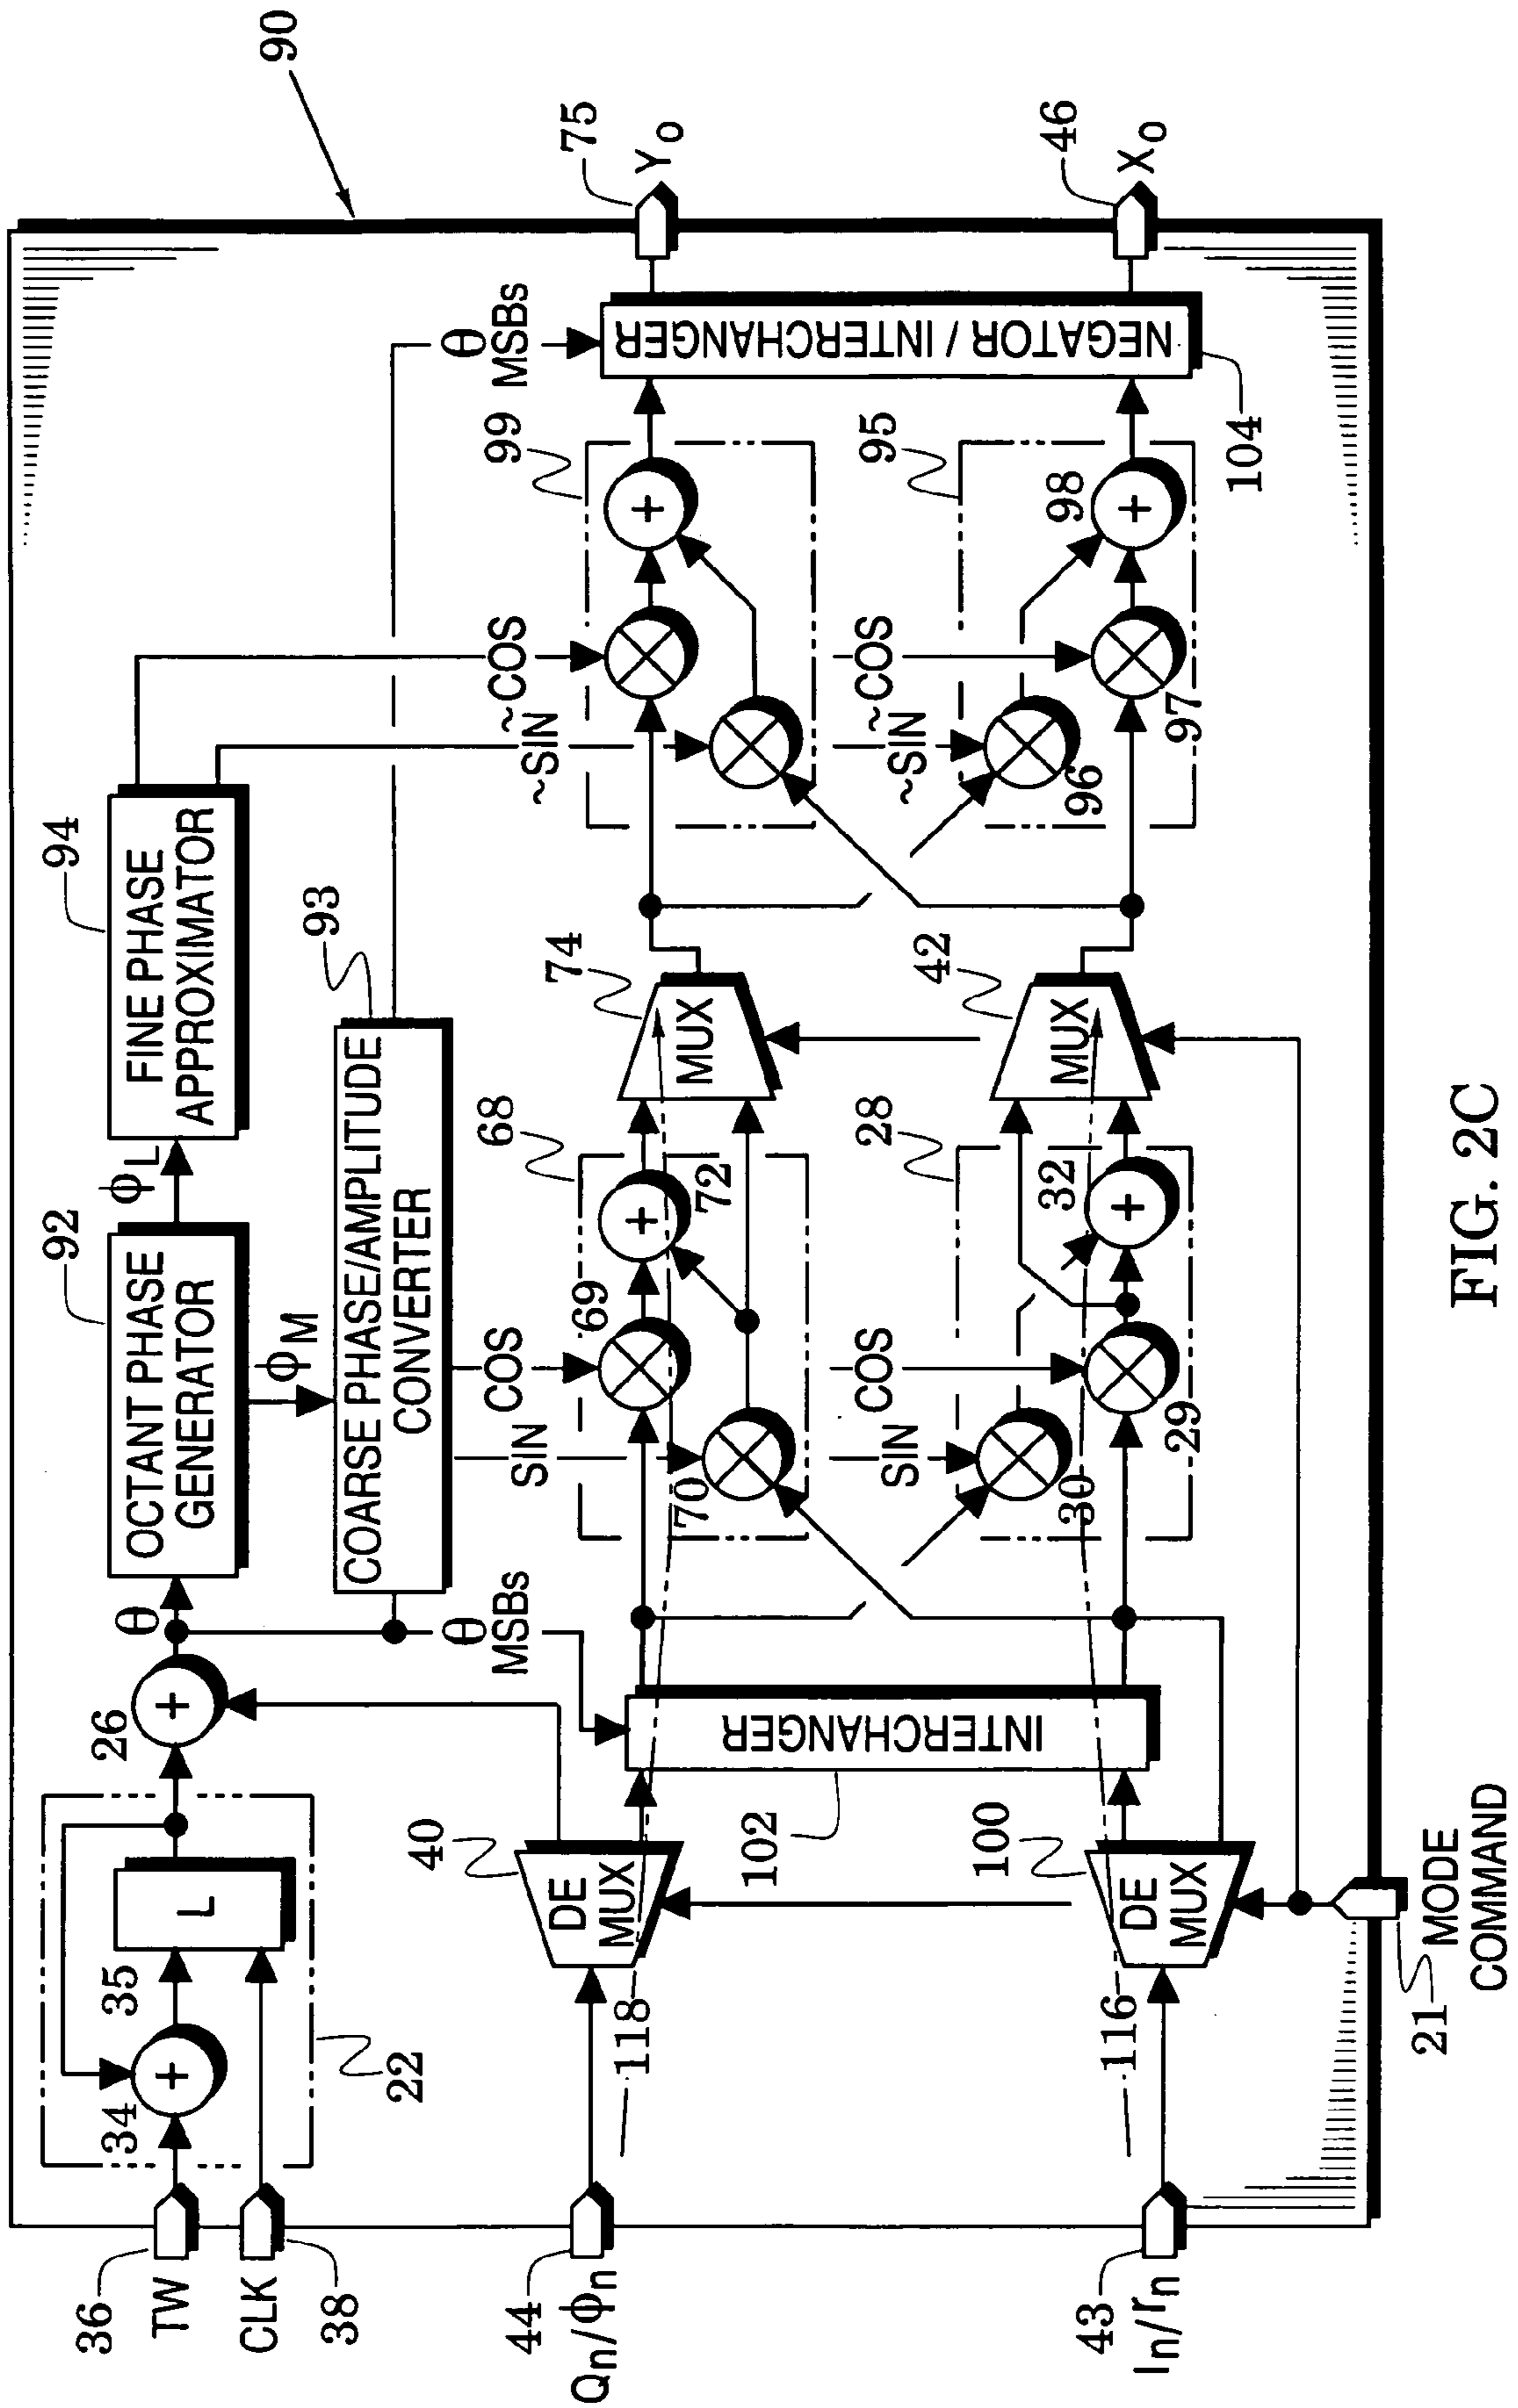 90
36
TW
34
35
L
22
CLK
38
26
θ
92
OCTANT PHASE
GENERATOR
ϕL
94
FINE PHASE
APPROXIMATOR
ϕM
93
COARSE PHASE/AMPLITUDE
CONVERTER
θ
MSBs
θ
MSBs
44
Qn/ϕn
118
40
DE
MUX
102
INTERCHANGER
SIN
COS
70
69
68
72
74
MUX
~SIN
~COS
99
NEGATOR / INTERCHANGER
75
Yo
43
In/rn
116
100
DE
MUX
SIN
COS
30
29
28
32
42
MUX
~SIN
~COS
96
97
95
98
104
46
Xo
21
MODE
COMMAND
FIG. 2C